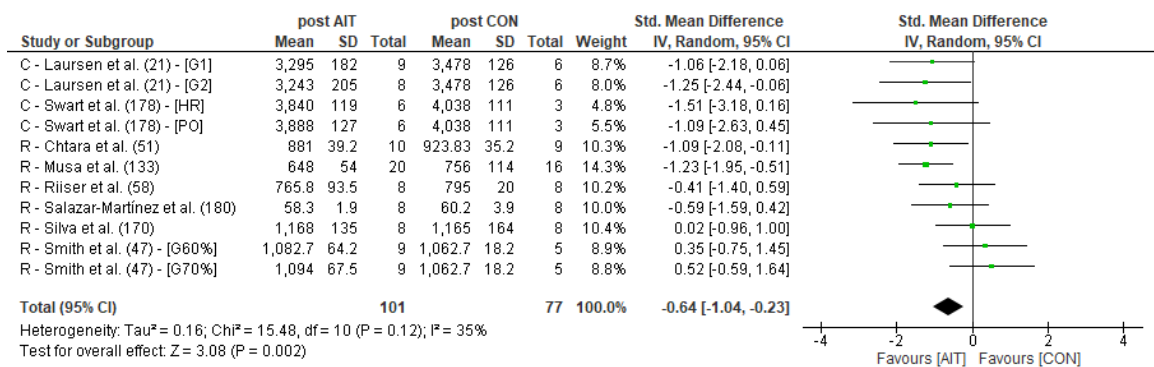 post AIT post CON Std. Mean Difference Std. Mean Difference
Study or Subgroup Mean SD Total Mean SD Total Weight IV, Random, 95% CI IV, Random, 95% CI
C - Laursen et al. (21) - [G1] 3,295 182 9 3,478 126 6 8.7% -1.06 [-2.18, 0.06]
C - Laursen et al. (21) - [G2] 3,243 205 8 3,478 126 6 8.0% -1.25 [-2.44, -0.06]
C - Swart et al. (178) - [HR] 3,840 119 6 4,038 111 3 4.8% -1.51 [-3.18, 0.16]
C - Swart et al. (178) - [PO] 3,888 127 6 4,038 111 3 5.5% -1.09 [-2.63, 0.45]
R - Chtara et al. (51) 881 39.2 10 923.83 35.2 9 10.3% -1.09 [-2.08, -0.11]
R - Musa et al. (133) 648 54 20 756 114 16 14.3% -1.23 [-1.95, -0.51]
R - Riiser et al. (58) 765.8 93.5 8 795 20 8 10.2% -0.41 [-1.40, 0.59]
R - Salazar-Martínez et al. (180) 58.3 1.9 8 60.2 3.9 8 10.0% -0.59 [-1.59, 0.42]
R - Silva et al. (170) 1,168 135 8 1,165 164 8 10.4% 0.02 [-0.96, 1.00]
R - Smith et al. (47) - [G60%] 1,082.7 64.2 9 1,062.7 18.2 5 9.0% 0.35 [-0.75, 1.45]
R - Smith et al. (47) - [G70%] 1,094 67.5 9 1,062.7 18.2 5 8.8% 0.52 [-0.59, 1.64]
Total (95% CI) 101 77 100.0% -0.64 [-1.04, -0.23]
Heterogeneity: Tau² = 0.16; Chi² = 15.48, df = 10 (P = 0.12); I² = 35%
Test for overall effect: Z = 3.08 (P = 0.002)
-4 -2 0 2 4
Favours [AIT] Favours [CON]